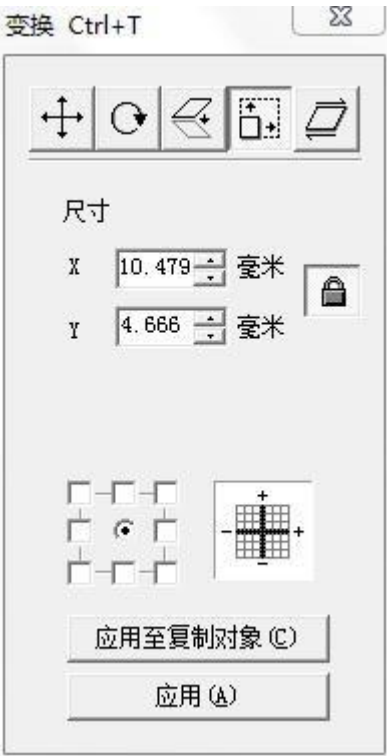 变换 Ctrl+T
尺寸
X 10.479 毫米
Y 4.666 毫米
+
- +
-
应用至复制对象(C)
应用(A)